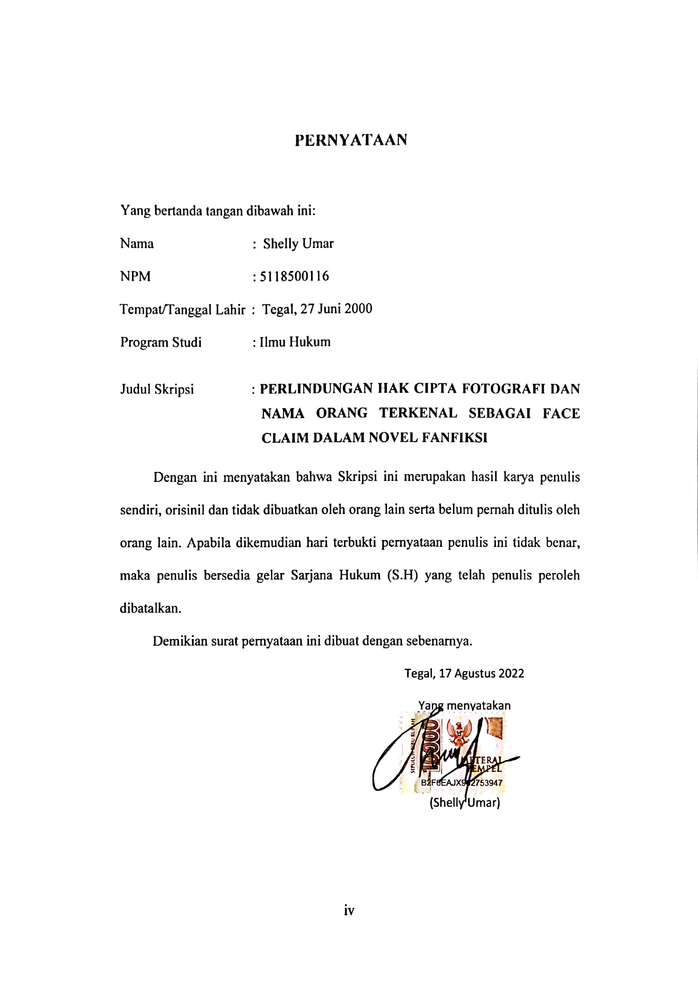 PERNYATAAN
Yang bertanda tangan dibawah ini:
Nama : Shelly Umar
NPM : 5118500116
Tempat/Tanggal Lahir : Tegal, 27 Juni 2000
Program Studi : Ilmu Hukum
Judul Skripsi : PERLINDUNGAN HAK CIPTA FOTOGRAFI DAN
NAMA ORANG TERKENAL SEBAGAI FACE
CLAIM DALAM NOVEL FANFIKSI
Dengan ini menyatakan bahwa Skripsi ini merupakan hasil karya penulis
sendiri, orisinil dan tidak dibuatkan oleh orang lain serta belum pernah ditulis oleh
orang lain. Apabila dikemudian hari terbukti pernyataan penulis ini tidak benar,
maka penulis bersedia gelar Sarjana Hukum (S.H) yang telah penulis peroleh
dibatalkan.
Demikian surat pernyataan ini dibuat dengan sebenarnya.
Tegal, 17 Agustus 2022
Yang menyatakan
SEPULUH RIBU RUPIAH
10000
METERAI
TEMPEL
(Shelly Umar)
iv